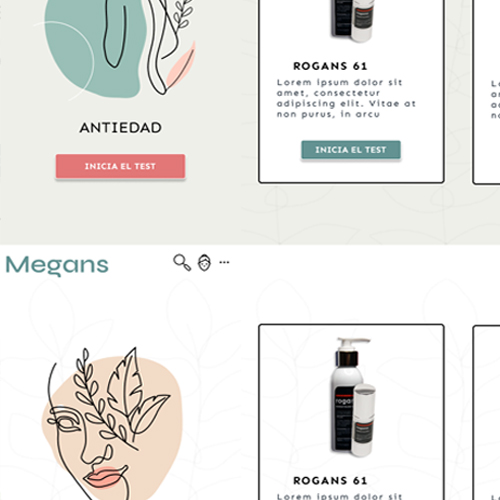 ROGANS 61
Lorem ipsum dolor sit
amet, consectetur
adipiscing elit. Vitae at
non purus, in arcu
ANTIEDAD
INICIA EL TEST
INICIA EL TEST
Megans
rogans
ROGANS 61
Lorem ipsum dolor sit